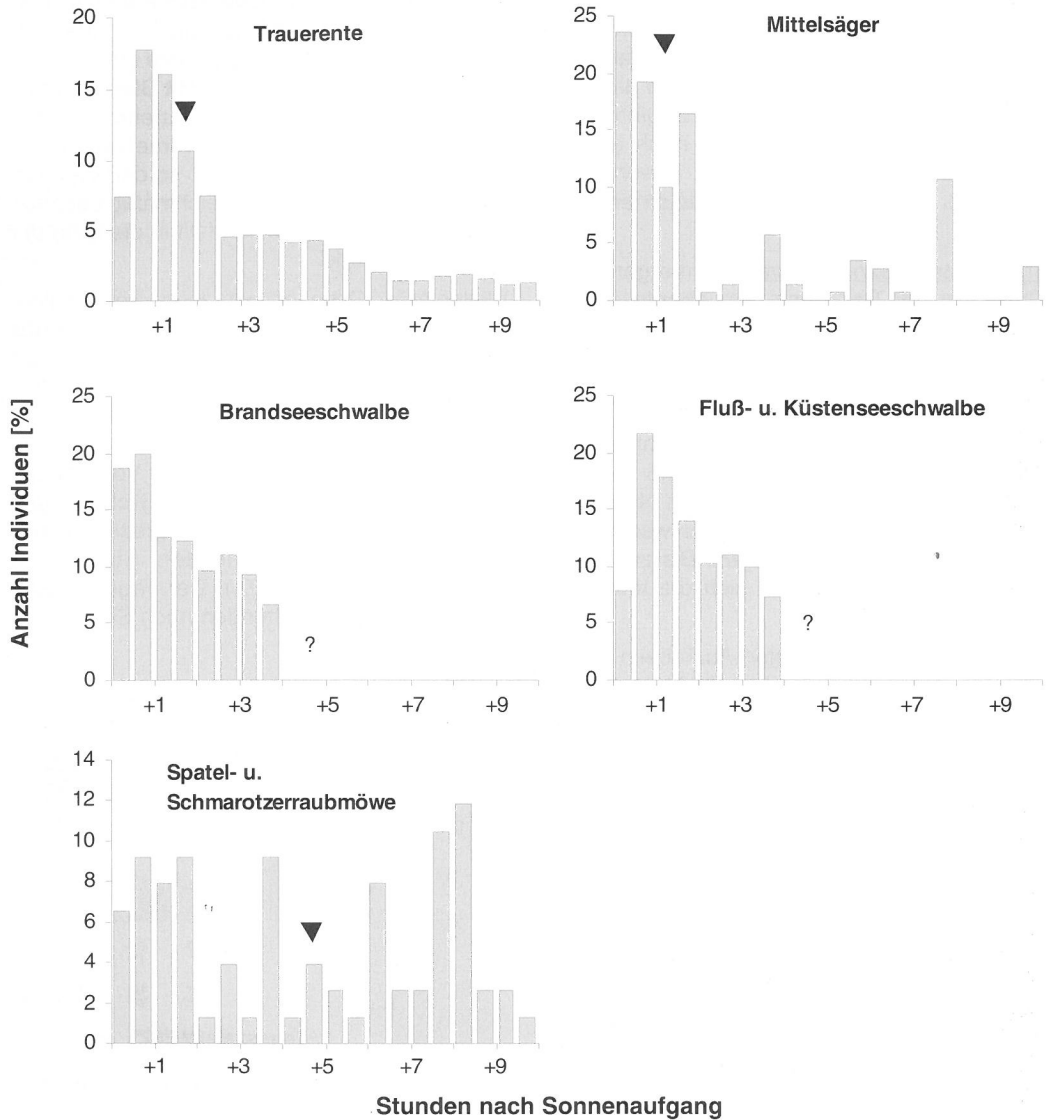 Trauerente
20
15
10
5
0
+1 +3 +5 +7 +9
Mittelsäger
25
20
15
10
5
0
+1 +3 +5 +7 +9
Anzahl Individuen [%]
Brandseeschwalbe
25
20
15
10
5
0
?
+1 +3 +5 +7 +9
Fluß- u. Küstenseeschwalbe
25
20
15
10
5
0
?
+1 +3 +5 +7 +9
Spatel- u.
Schmarotzerraubmöwe
14
12
10
8
6
4
2
0
+1 +3 +5 +7 +9
Stunden nach Sonnenaufgang